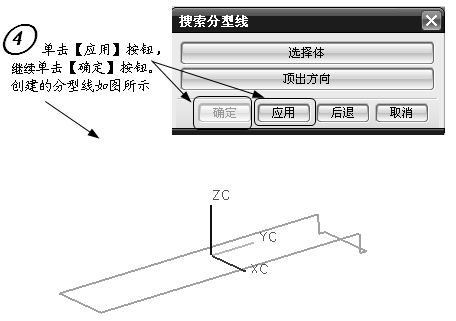 4
单击【应用】按钮，
继续单击【确定】按钮。
创建的分型线如图所示
搜索分型线
选择体
顶出方向
确定 应用 后退 取消
ZC
YC
XC